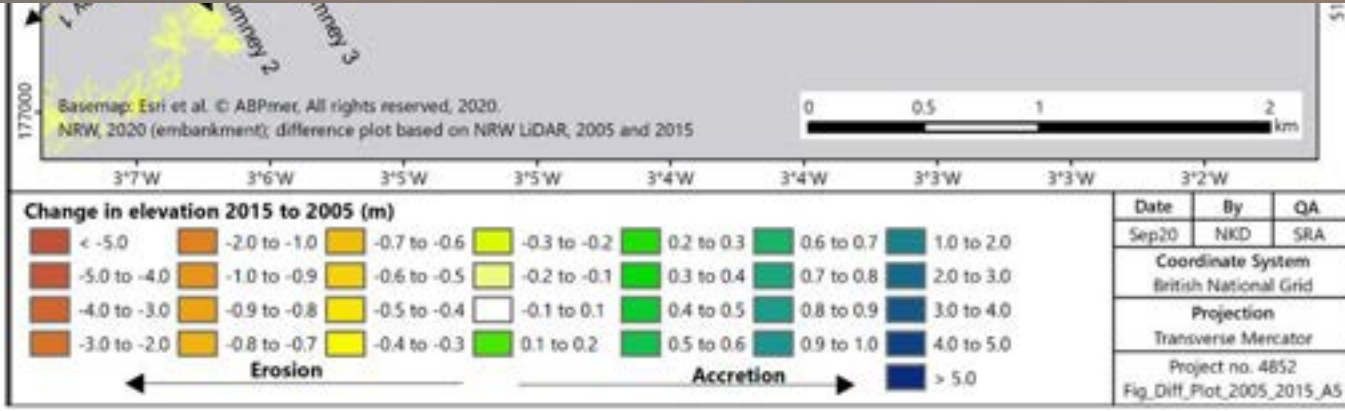 umney 2
mney 3
177000
Basemap: Esri et al. © ABPmer, All rights reserved, 2020.
NRW, 2020 (embankment); difference plot based on NRW LiDAR, 2005 and 2015
0 0.5 1 2
km
3°7'W 3°6'W 3°5'W 3°5'W 3°4'W 3°4'W 3°3'W 3°3'W 3°2'W
Change in elevation 2015 to 2005 (m)
< -5.0
-5.0 to -4.0
-4.0 to -3.0
-3.0 to -2.0
-2.0 to -1.0
-1.0 to -0.9
-0.9 to -0.8
-0.8 to -0.7
-0.7 to -0.6
-0.6 to -0.5
-0.5 to -0.4
-0.4 to -0.3
-0.3 to -0.2
-0.2 to -0.1
-0.1 to 0.1
0.1 to 0.2
0.2 to 0.3
0.3 to 0.4
0.4 to 0.5
0.5 to 0.6
0.6 to 0.7
0.7 to 0.8
0.8 to 0.9
0.9 to 1.0
1.0 to 2.0
2.0 to 3.0
3.0 to 4.0
4.0 to 5.0
> 5.0
Erosion
Accretion
Date By QA
Sep20 NKD SRA
Coordinate System
British National Grid
Projection
Transverse Mercator
Project no. 4852
Fig_Diff_Plot_2005_2015_A5